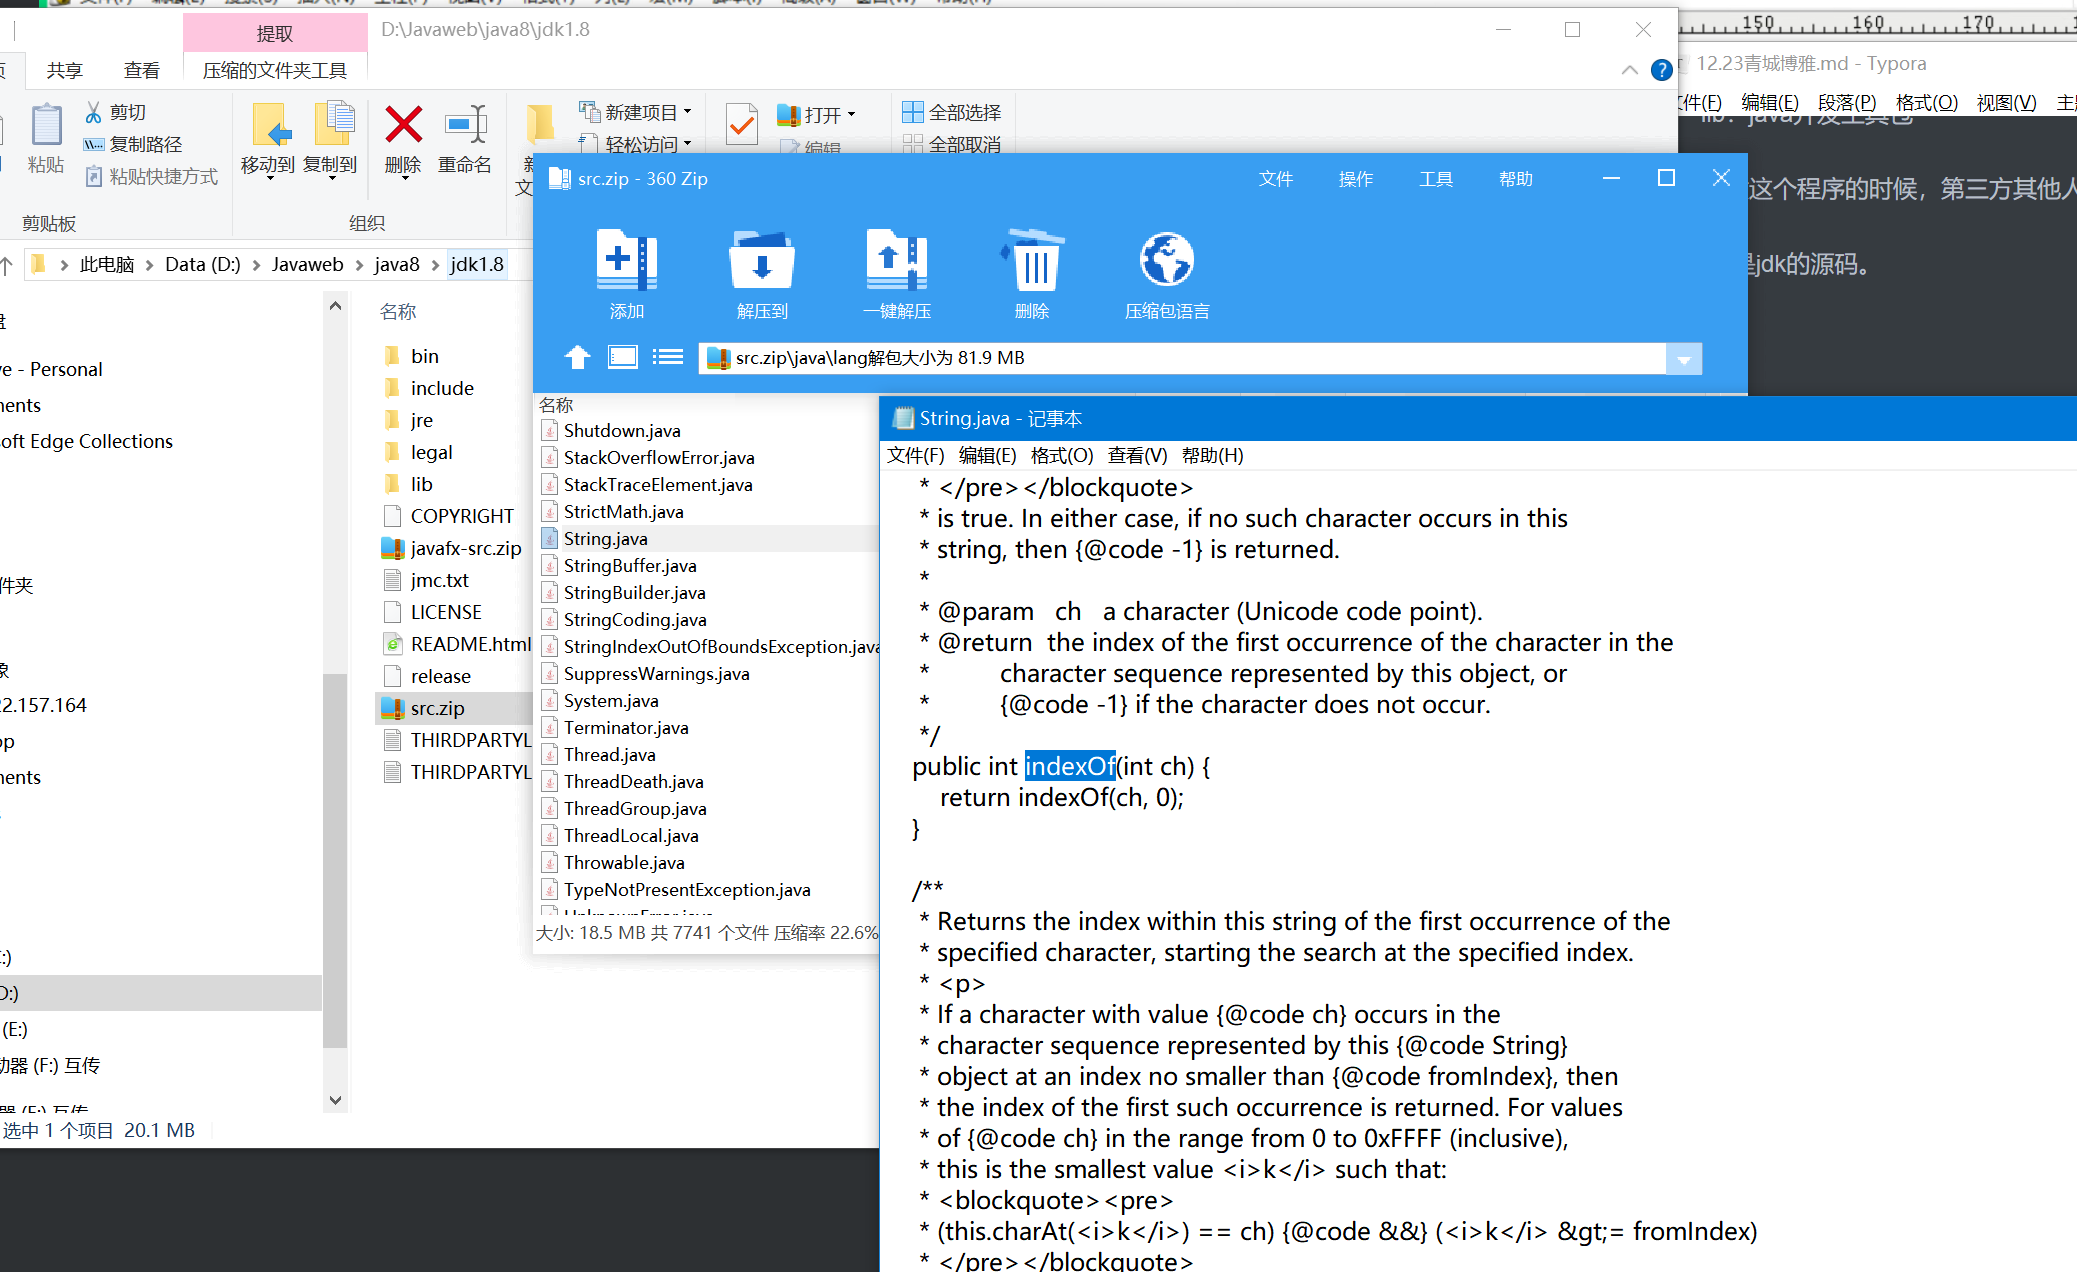 提取
D:\Javaweb\java8\jdk1.8
共享
查看
压缩的文件夹工具
粘贴
剪切
复制路径
粘贴快捷方式
剪贴板
移动到
复制到
删除
重命名
组织
新建项目
轻松访问
打开
编辑
全部选择
全部取消
此电脑 > Data (D:) > Javaweb > java8 > jdk1.8
ve - Personal
nents
oft Edge Collections
件夹
象
22.157.164
op
nents
:)
D:)
(E:)
动器 (F:) 互传
器 (F:) 互传
选中 1 个项目 20.1 MB
名称
bin
include
jre
legal
lib
COPYRIGHT
javafx-src.zip
jmc.txt
LICENSE
README.html
release
src.zip
THIRDPARTYL
THIRDPARTYL
src.zip - 360 Zip
文件
操作
工具
帮助
添加
解压到
一键解压
删除
压缩包语言
src.zip\java\lang解包大小为 81.9 MB
名称
Shutdown.java
StackOverflowError.java
StackTraceElement.java
StrictMath.java
String.java
StringBuffer.java
StringBuilder.java
StringCoding.java
StringIndexOutOfBoundsException.java
SuppressWarnings.java
System.java
Terminator.java
Thread.java
ThreadDeath.java
ThreadGroup.java
ThreadLocal.java
Throwable.java
TypeNotPresentException.java
UnknownError.java
大小: 18.5 MB 共 7741 个文件 压缩率 22.6%
150 160 170
12.23青城博雅.md - Typora
件(F) 编辑(E) 段落(P) 格式(O) 视图(V) 主题
lib：java开发工具包
这个程序的时候，第三方其他人
是jdk的源码。
String.java - 记事本
文件(F) 编辑(E) 格式(O) 查看(V) 帮助(H)
* </pre></blockquote>
* is true. In either case, if no such character occurs in this
* string, then {@code -1} is returned.
*
* @param   ch   a character (Unicode code point).
* @return  the index of the first occurrence of the character in the
*          character sequence represented by this object, or
*          {@code -1} if the character does not occur.
*/
public int indexOf(int ch) {
return indexOf(ch, 0);
}
/**
* Returns the index within this string of the first occurrence of the
* specified character, starting the search at the specified index.
* <p>
* If a character with value {@code ch} occurs in the
* character sequence represented by this {@code String}
* object at an index no smaller than {@code fromIndex}, then
* the index of the first such occurrence is returned. For values
* of {@code ch} in the range from 0 to 0xFFFF (inclusive),
* this is the smallest value <i>k</i> such that:
* <blockquote><pre>
* (this.charAt(<i>k</i>) == ch) {@code &&} (<i>k</i> &gt;= fromIndex)
* </pre></blockquote>